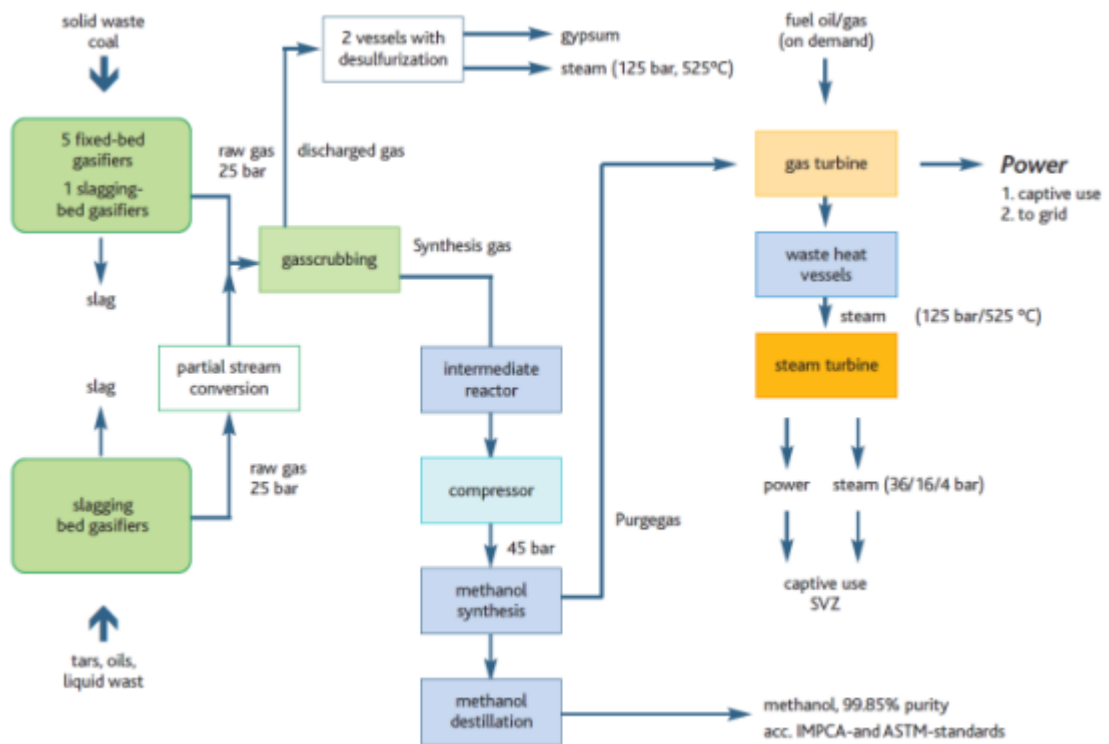 solid waste
coal
2 vessels with
desulfurization
gypsum
steam (125 bar, 525°C)
fuel oil/gas
(on demand)
5 fixed-bed
gasifiers
1 slagging-
bed gasifiers
raw gas
25 bar
discharged gas
gas turbine
Power
1. captive use
2. to grid
gasscrubbing
Synthesis gas
waste heat
vessels
slag
steam
(125 bar/525 °C)
partial stream
conversion
intermediate
reactor
steam turbine
slag
raw gas
25 bar
slagging
bed gasifiers
compressor
power
steam (36/16/4 bar)
Purgegas
45 bar
methanol
synthesis
captive use
SVZ
tars, oils,
liquid wast
methanol
destillation
methanol, 99.85% purity
acc. IMPCA-and ASTM-standards